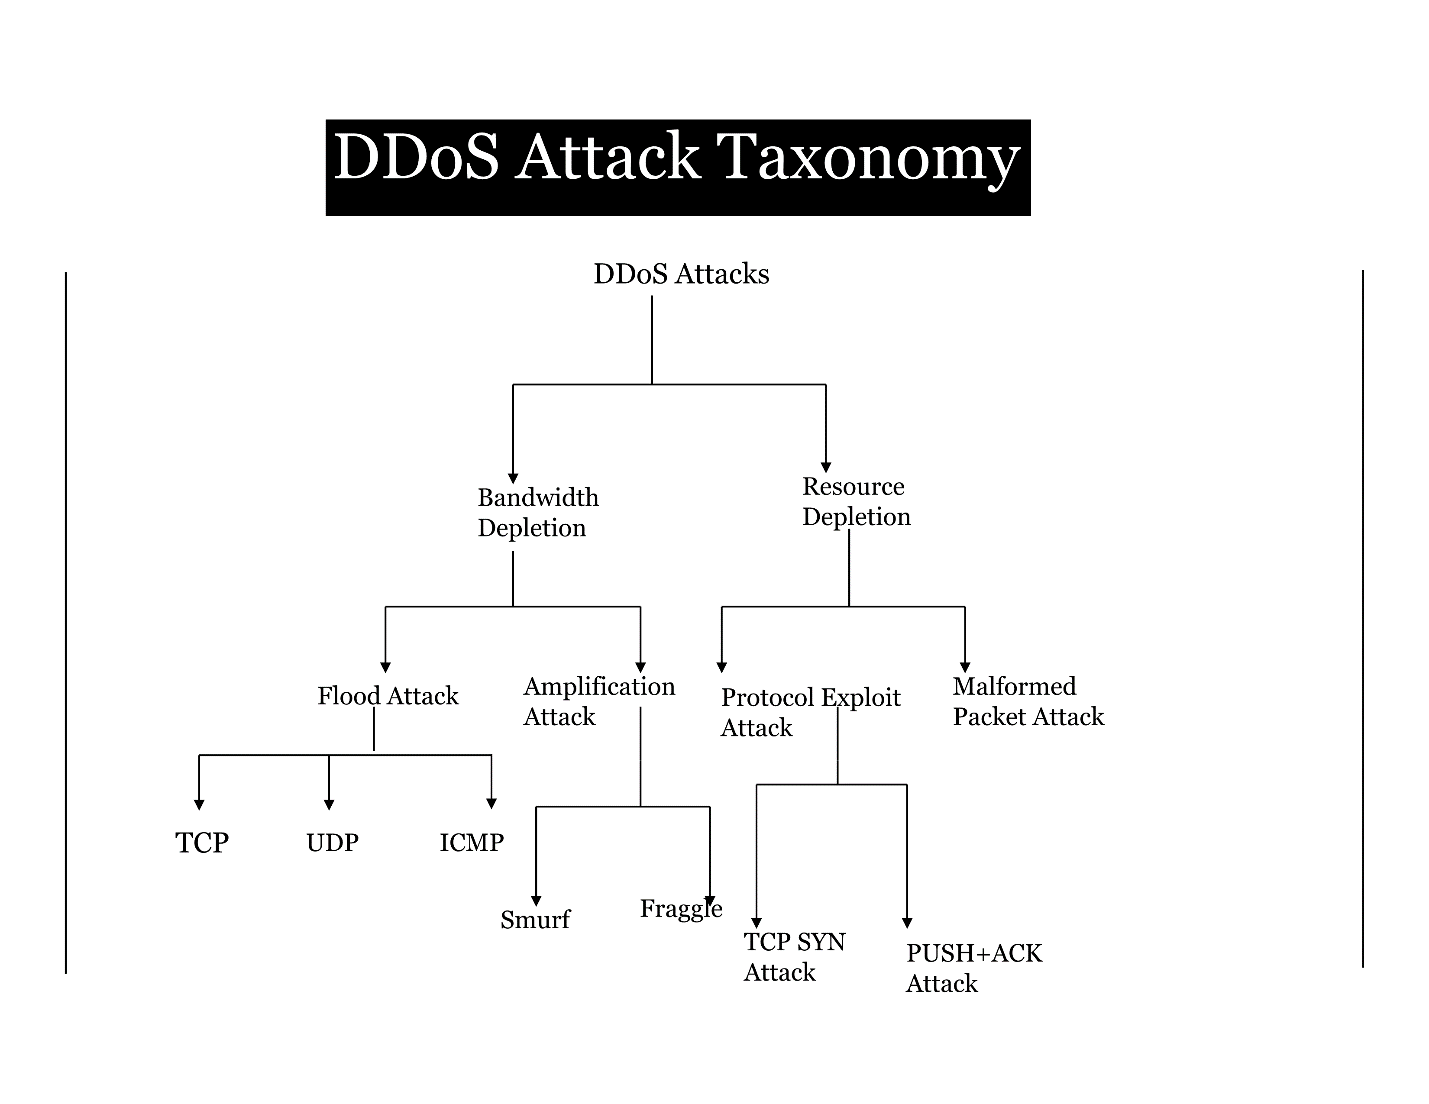 DDoS Attack Taxonomy
DDoS Attacks
Bandwidth
Depletion
Resource
Depletion
Flood Attack
Amplification
Attack
Protocol Exploit
Attack
Malformed
Packet Attack
TCP
UDP
ICMP
Smurf
Fraggle
TCP SYN
Attack
PUSH+ACK
Attack